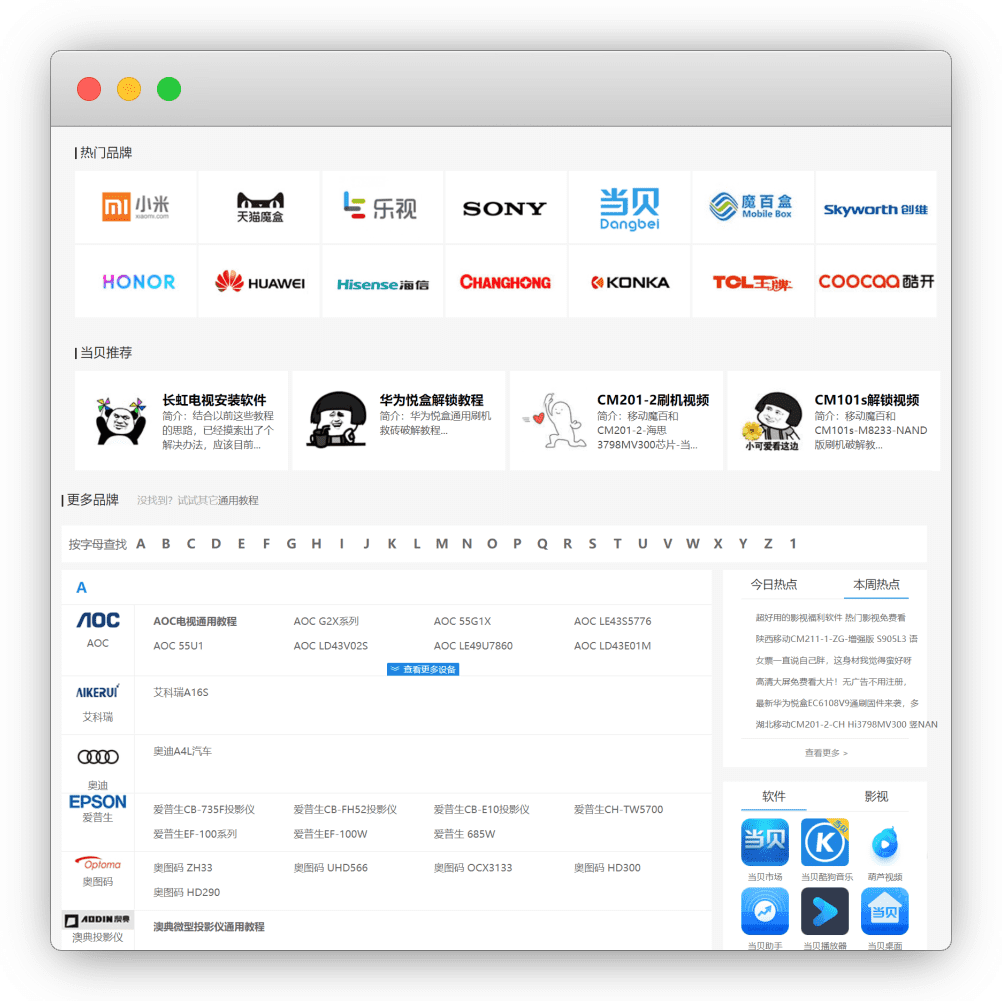 热门品牌
小米
xiaomi.com
天猫魔盒
乐视
SONY
当贝
Dangbei
魔百盒
Mobile Box
Skyworth 创维
HONOR
HUAWEI
Hisense 海信
CHANGHONG
KONKA
TCL 王牌
COOCAA 酷开
当贝推荐
长虹电视安装软件
简介：结合以前这些教程
的思路，已经摸索出了个
解决办法，应该目前...
华为悦盒解锁教程
简介：华为悦盒通用刷机
救砖破解教程...
CM201-2刷机视频
简介：移动魔百和
CM201-2-海思
3798MV300芯片-当...
小可爱看这边
CM101s解锁视频
简介：移动魔百和
CM101s-M8233-NAND
版刷机破解教...
更多品牌 没找到？试试其它通用教程
按字母查找 A B C D E F G H I J K L M N O P Q R S T U V W X Y Z 1
A
AOC
AOC
AOC电视通用教程 AOC G2X系列 AOC 55G1X AOC LE43S5776
AOC 55U1 AOC LD43V02S AOC LE49U7860 AOC LD43E01M
查看更多设备
AIKERUI
艾科瑞
艾科瑞A16S
奥迪
奥迪A4L汽车
EPSON
爱普生
爱普生CB-735F投影仪 爱普生CB-FH52投影仪 爱普生CB-E10投影仪 爱普生CH-TW5700
爱普生EF-100系列 爱普生EF-100W 爱普生 685W
Optoma
奥图码
奥图码 ZH33 奥图码 UHD566 奥图码 OCX3133 奥图码 HD300
奥图码 HD290
AODIN 澳典
澳典投影仪
澳典微型投影仪通用教程
今日热点 本周热点
超好用的影视福利软件 热门影视免费看
陕西移动CM211-1-ZG-增强版 S905L3 语
女票一直说自己胖，这身材我觉得蛮好呀
高清大屏免费看大片！无广告不用注册，
最新华为悦盒EC6108V9通刷固件来袭，多
湖北移动CM201-2-CH Hi3798MV300 竖NAN
查看更多 >
软件 影视
当贝
K
当贝
当贝市场 当贝酷狗音乐 葫芦视频
当贝
当贝助手 当贝播放器 当贝桌面